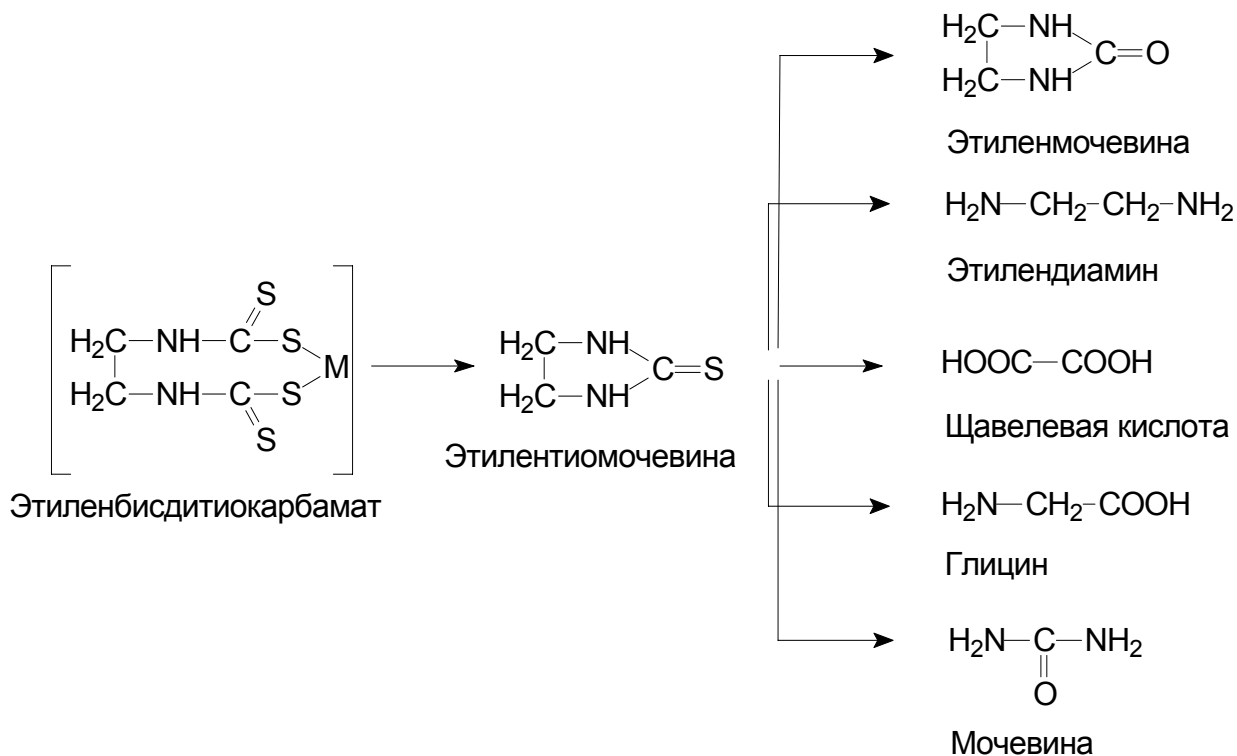 H₂C—NH
C=O
H₂C—NH
Этиленмочевина
H₂N—CH₂-CH₂-NH₂
Этилендиамин
S
H₂C—NH—C—S
M
H₂C—NH—C—S
S
Этиленбисдитиокарбамат
H₂C—NH
C=S
H₂C—NH
Этилентиомочевина
HOOC—COOH
Щавелевая кислота
H₂N—CH₂-COOH
Глицин
H₂N—C—NH₂
O
Мочевина